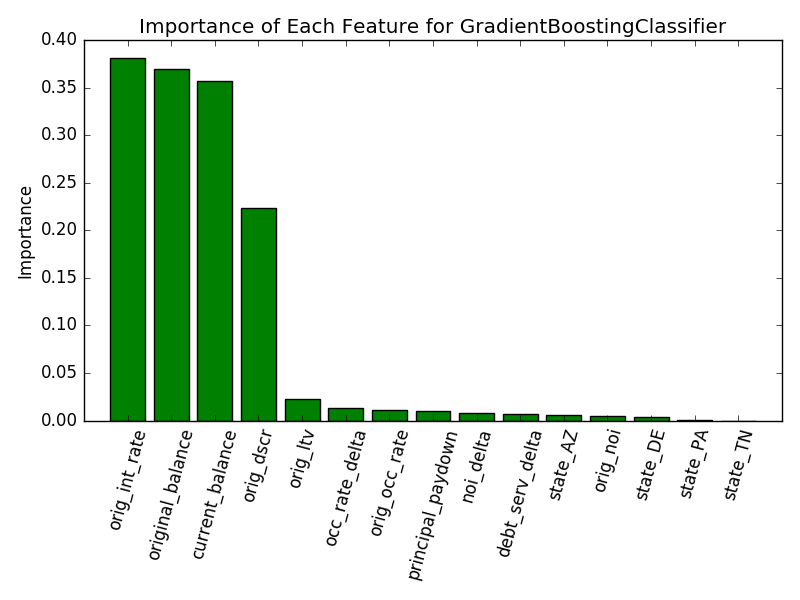 Importance of Each Feature for GradientBoostingClassifier
0.40
0.35
0.30
0.25
0.20
0.15
0.10
0.05
0.00
Importance
orig_int_rate
original_balance
current_balance
orig_dscr
orig_ltv
occ_rate_delta
orig_occ_rate
principal_paydown
noi_delta
debt_serv_delta
state_AZ
orig_noi
state_DE
state_PA
state_TN